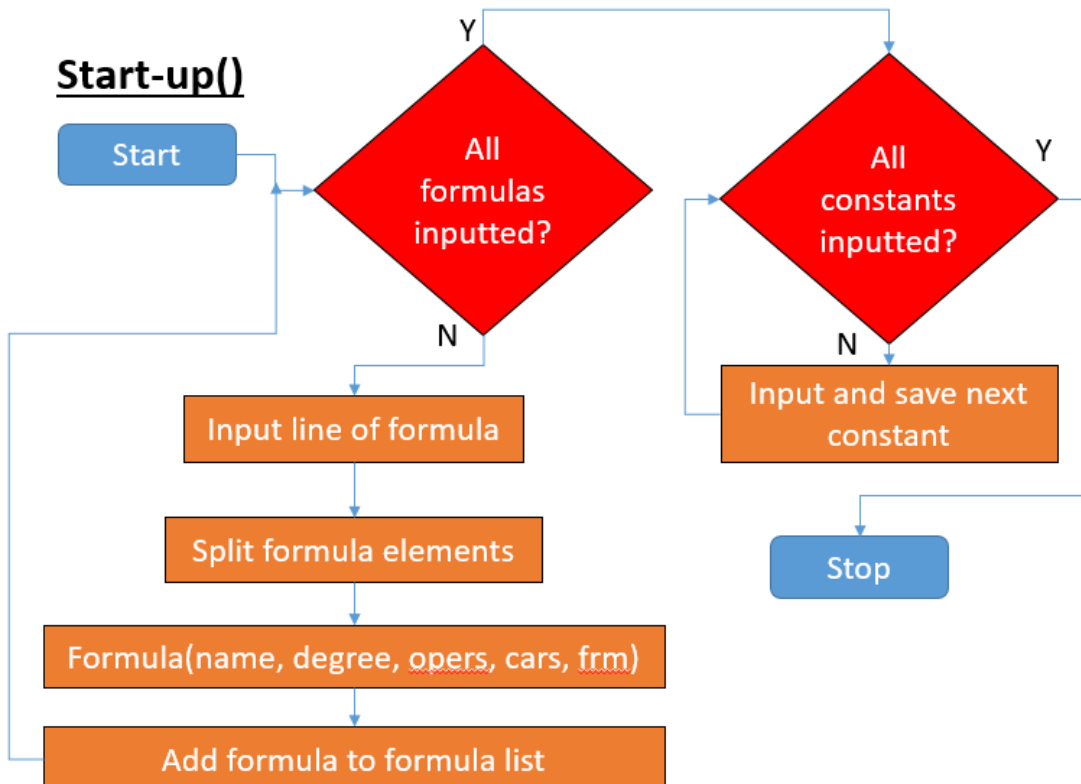 Start-up()
Start
Y
All
formulas
inputted?
N
Input line of formula
Split formula elements
Formula(name, degree, opers, cars, frm)
Add formula to formula list
All
constants
inputted?
Y
N
Input and save next
constant
Stop